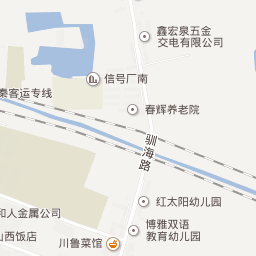 鑫宏泉五金
交电有限公司
信号厂南
秦客运专线
春辉养老院
驯海路
红太阳幼儿园
和人金属公司
博雅双语
教育幼儿园
山西饭店
川鲁菜馆